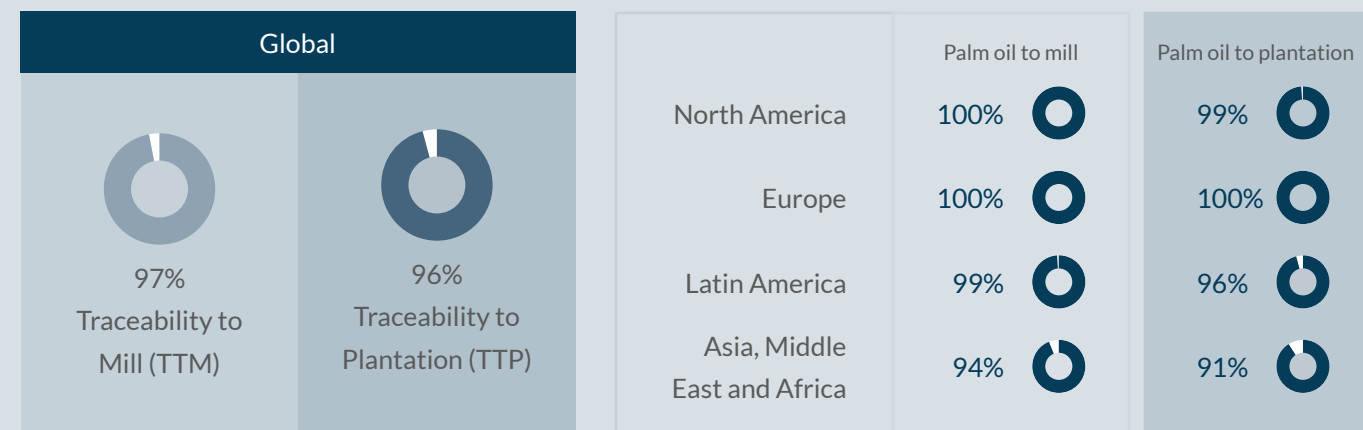 Global
97%
Traceability to
Mill (TTM)
96%
Traceability to
Plantation (TTP)
Palm oil to mill
Palm oil to plantation
North America
100%
99%
Europe
100%
100%
Latin America
99%
96%
Asia, Middle
East and Africa
94%
91%